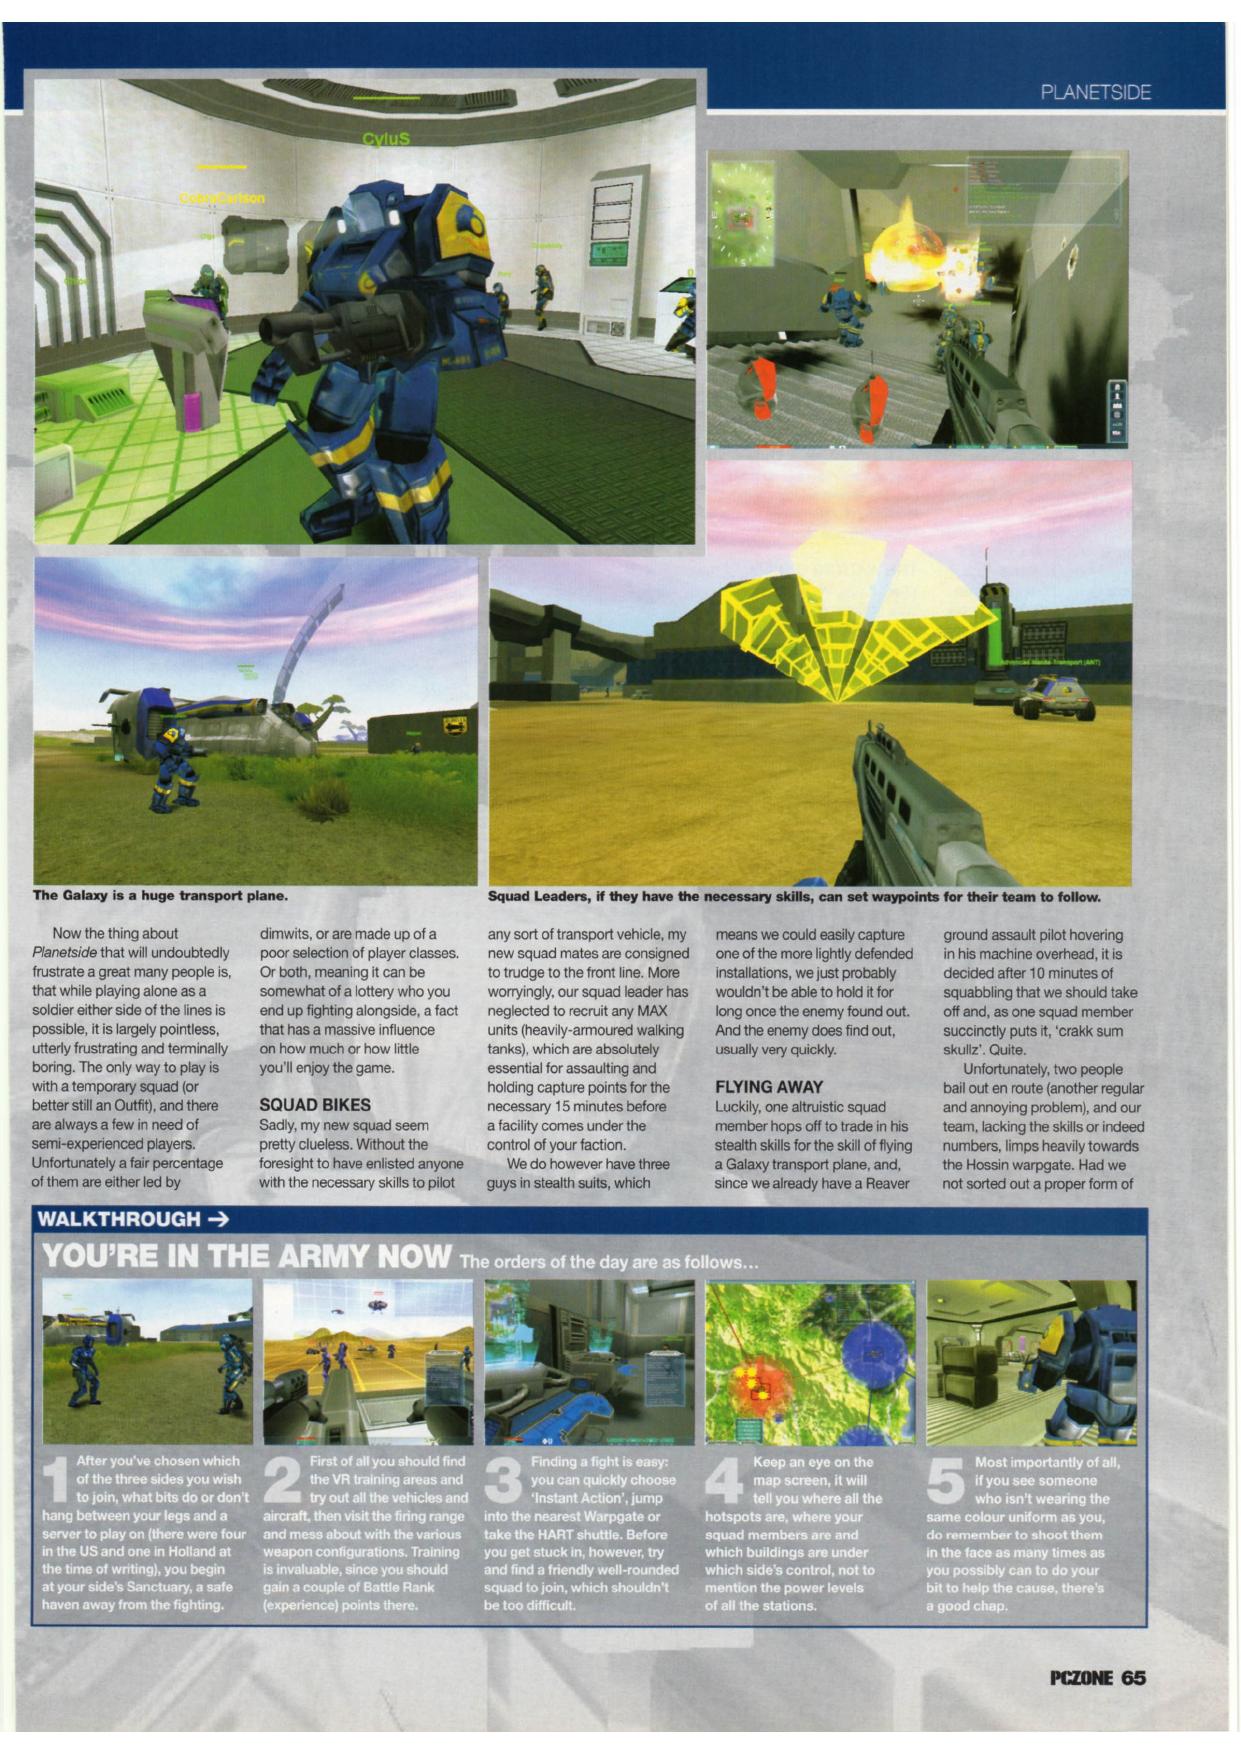 PLANETSIDE
CyluS
CobraCarlson
Advanced Nanite Transport (ANT)
The Galaxy is a huge transport plane.
Squad Leaders, if they have the necessary skills, can set waypoints for their team to follow.
Now the thing about
Planetside that will undoubtedly
frustrate a great many people is,
that while playing alone as a
soldier either side of the lines is
possible, it is largely pointless,
utterly frustrating and terminally
boring. The only way to play is
with a temporary squad (or
better still an Outfit), and there
are always a few in need of
semi-experienced players.
Unfortunately a fair percentage
of them are either led by
dimwits, or are made up of a
poor selection of player classes.
Or both, meaning it can be
somewhat of a lottery who you
end up fighting alongside, a fact
that has a massive influence
on how much or how little
you'll enjoy the game.
SQUAD BIKES
Sadly, my new squad seem
pretty clueless. Without the
foresight to have enlisted anyone
with the necessary skills to pilot
any sort of transport vehicle, my
new squad mates are consigned
to trudge to the front line. More
worryingly, our squad leader has
neglected to recruit any MAX
units (heavily-armoured walking
tanks), which are absolutely
essential for assaulting and
holding capture points for the
necessary 15 minutes before
a facility comes under the
control of your faction.
We do however have three
guys in stealth suits, which
means we could easily capture
one of the more lightly defended
installations, we just probably
wouldn't be able to hold it for
long once the enemy found out.
And the enemy does find out,
usually very quickly.
FLYING AWAY
Luckily, one altruistic squad
member hops off to trade in his
stealth skills for the skill of flying
a Galaxy transport plane, and,
since we already have a Reaver
ground assault pilot hovering
in his machine overhead, it is
decided after 10 minutes of
squabbling that we should take
off and, as one squad member
succinctly puts it, 'crakk sum
skullz'. Quite.
Unfortunately, two people
bail out en route (another regular
and annoying problem), and our
team, lacking the skills or indeed
numbers, limps heavily towards
the Hossin warpgate. Had we
not sorted out a proper form of
WALKTHROUGH →
YOU'RE IN THE ARMY NOW The orders of the day are as follows...
1 After you've chosen which
of the three sides you wish
to join, what bits do or don't
hang between your legs and a
server to play on (there were four
in the US and one in Holland at
the time of writing), you begin
at your side's Sanctuary, a safe
haven away from the fighting.
2 First of all you should find
the VR training areas and
try out all the vehicles and
aircraft, then visit the firing range
and mess about with the various
weapon configurations. Training
is invaluable, since you should
gain a couple of Battle Rank
(experience) points there.
3 Finding a fight is easy:
you can quickly choose
'Instant Action', jump
into the nearest Warpgate or
take the HART shuttle. Before
you get stuck in, however, try
and find a friendly well-rounded
squad to join, which shouldn't
be too difficult.
4 Keep an eye on the
map screen, it will
tell you where all the
hotspots are, where your
squad members are and
which buildings are under
which side's control, not to
mention the power levels
of all the stations.
5 Most importantly of all,
if you see someone
who isn't wearing the
same colour uniform as you,
do remember to shoot them
in the face as many times as
you possibly can to do your
bit to help the cause, there's
a good chap.
PCZONE 65